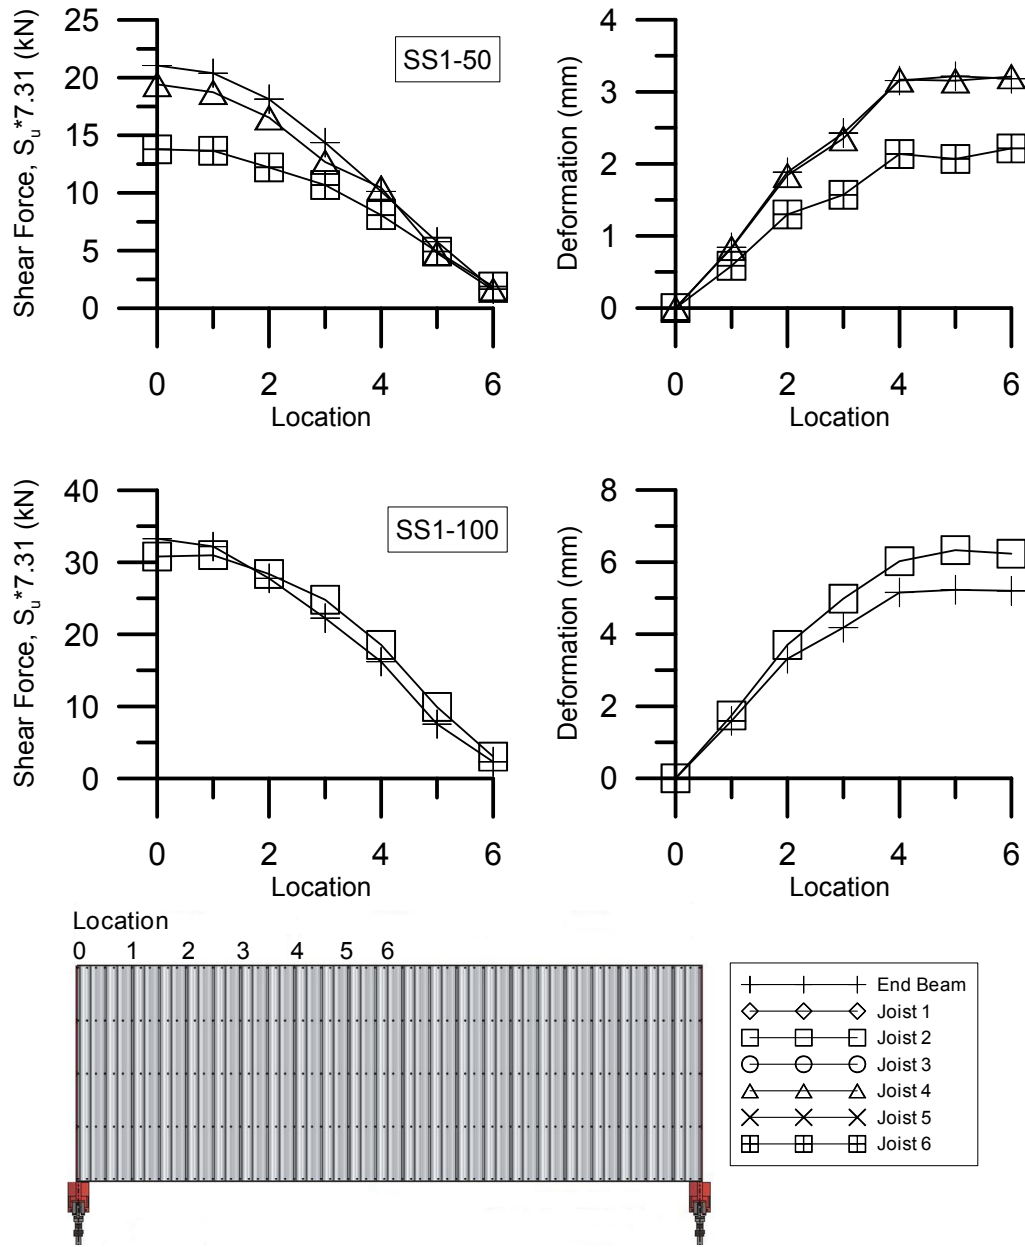 Shear Force, Su*7.31 (kN)
25
20
15
10
5
0
SS1-50
0 2 4 6
Location
Deformation (mm)
4
3
2
1
0
0 2 4 6
Location
Shear Force, Su*7.31 (kN)
40
30
20
10
0
SS1-100
0 2 4 6
Location
Deformation (mm)
8
6
4
2
0
0 2 4 6
Location
Location
0 1 2 3 4 5 6
End Beam
Joist 1
Joist 2
Joist 3
Joist 4
Joist 5
Joist 6